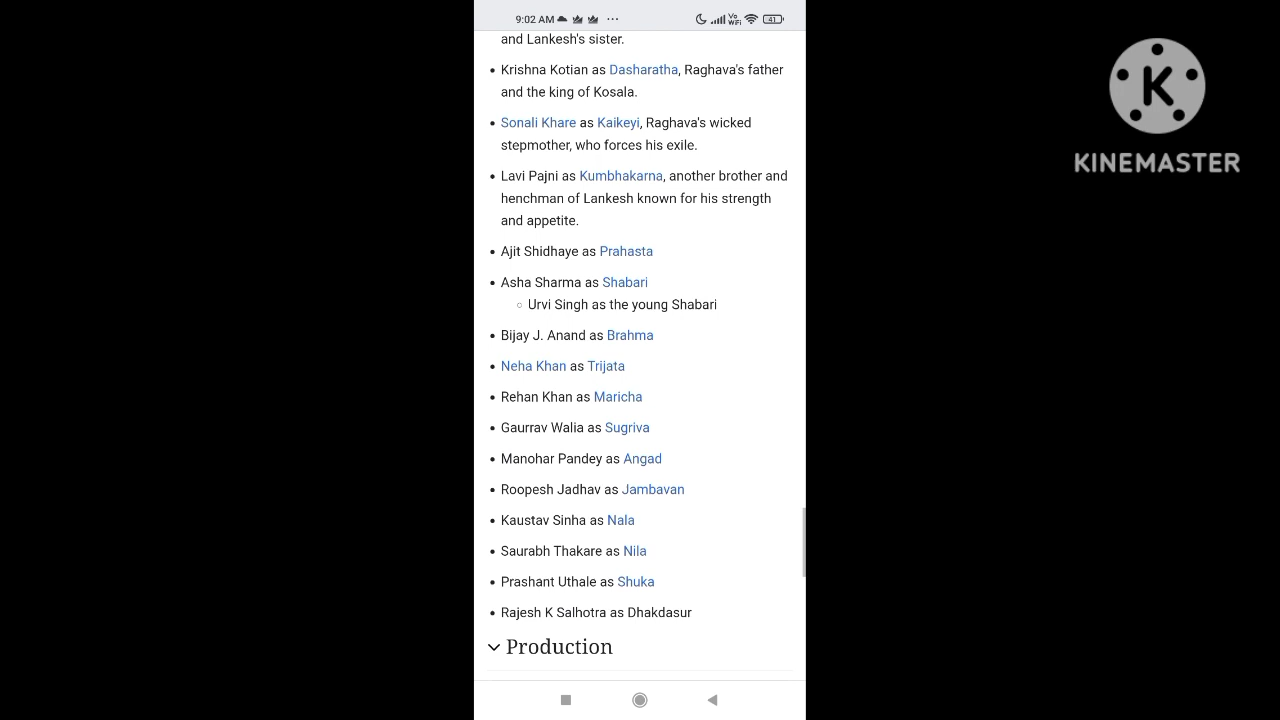 9:02 AM
Vo
WiFi
41
and Lankesh's sister.
• Krishna Kotian as Dasharatha, Raghava's father
and the king of Kosala.
• Sonali Khare as Kaikeyi, Raghava's wicked
stepmother, who forces his exile.
• Lavi Pajni as Kumbhakarna, another brother and
henchman of Lankesh known for his strength
and appetite.
• Ajit Shidhaye as Prahasta
• Asha Sharma as Shabari
○ Urvi Singh as the young Shabari
• Bijay J. Anand as Brahma
• Neha Khan as Trijata
• Rehan Khan as Maricha
• Gaurrav Walia as Sugriva
• Manohar Pandey as Angad
• Roopesh Jadhav as Jambavan
• Kaustav Sinha as Nala
• Saurabh Thakare as Nila
• Prashant Uthale as Shuka
• Rajesh K Salhotra as Dhakdasur
Production
K
KINEMASTER